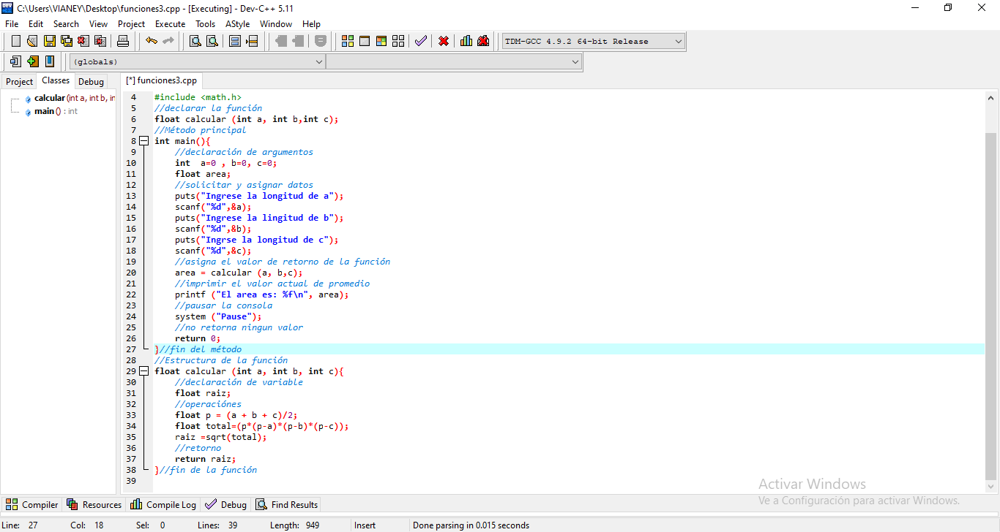 C:\Users\VIANEY\Desktop\funciones3.cpp - [Executing] - Dev-C++ 5.11
File Edit Search View Project Execute Tools AStyle Window Help
TDM-GCC 4.9.2 64-bit Release
(globals)
Project Classes Debug [*] funciones3.cpp
calcular (int a, int b, in
main () : int
4 #include <math.h>
5 //declarar la función
6 float calcular (int a, int b,int c);
7 //Método principal
8 int main(){
9 //declaración de argumentos
10 int a=0 , b=0, c=0;
11 float area;
12 //solicitar y asignar datos
13 puts("Ingrese la longitud de a");
14 scanf("%d",&a);
15 puts("Ingrese la lingitud de b");
16 scanf("%d",&b);
17 puts("Ingrse la longitud de c");
18 scanf("%d",&c);
19 //asigna el valor de retorno de la función
20 area = calcular (a, b,c);
21 //imprimir el valor actual de promedio
22 printf ("El area es: %f\n", area);
23 //pausar la consola
24 system ("Pause");
25 //no retorna ningun valor
26 return 0;
27 }//fin del método
28 //Estructura de la función
29 float calcular (int a, int b, int c){
30 //declaración de variable
31 float raiz;
32 //operaciónes
33 float p = (a + b + c)/2;
34 float total=(p*(p-a)*(p-b)*(p-c));
35 raiz =sqrt(total);
36 //retorno
37 return raiz;
38 }//fin de la función
39
Activar Windows
Ve a Configuración para activar Windows.
Compiler Resources Compile Log Debug Find Results
Line: 27 Col: 18 Sel: 0 Lines: 39 Length: 949 Insert Done parsing in 0.015 seconds